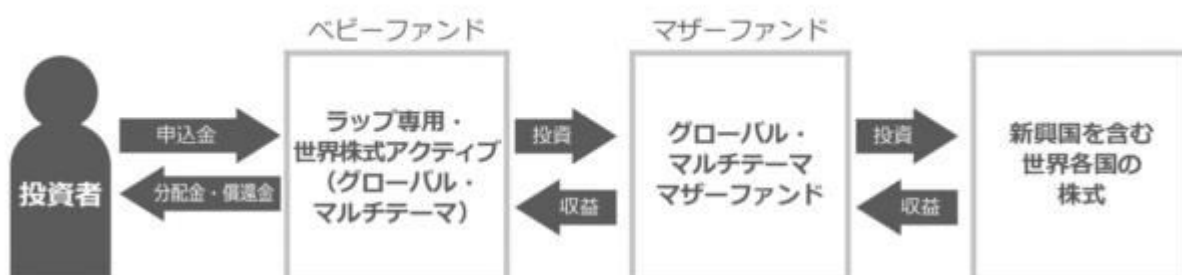 ベビーファンド
マザーファンド
投資者
申込金
分配金・償還金
ラップ専用・
世界株式アクティブ
(グローバル・
マルチテーマ)
投資
収益
グローバル・
マルチテーマ
マザーファンド
投資
収益
新興国を含む
世界各国の
株式